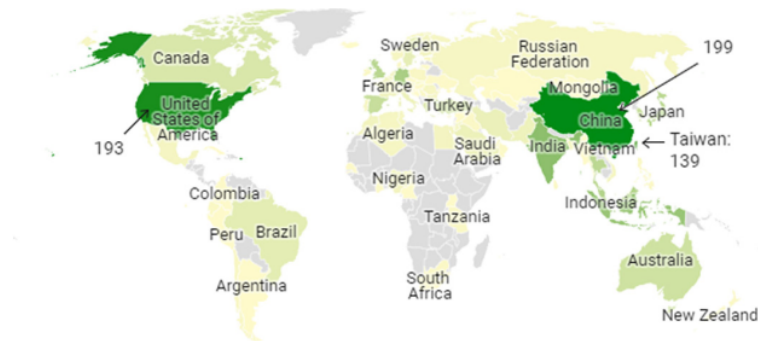 Sweden
Russian
Federation
199
Canada
France
Mongolia
United
States of
America
Turkey
China
Japan
193
Algeria
Saudi
Arabia
India
Vietnam
Taiwan:
139
Nigeria
Colombia
Indonesia
Tanzania
Peru
Brazil
Australia
Argentina
South
Africa
New Zealand